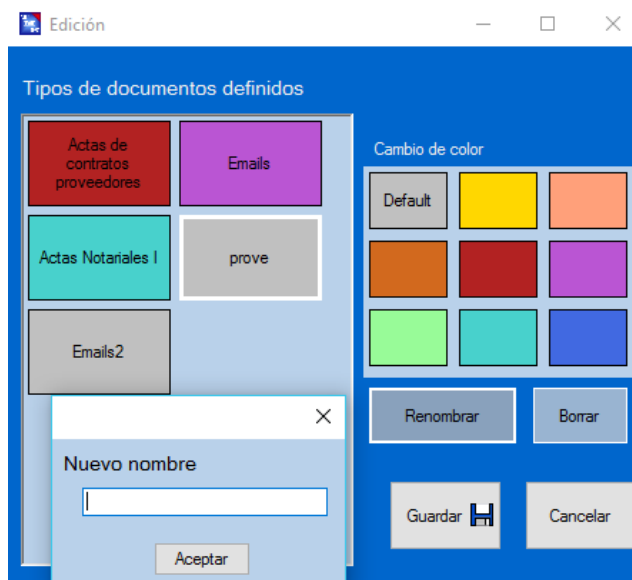 Edición
Tipos de documentos definidos
Actas de
contratos
proveedores
Emails
Actas Notariales I
prove
Emails2
Cambio de color
Default
Renombrar
Borrar
Nuevo nombre
Aceptar
Guardar
Cancelar